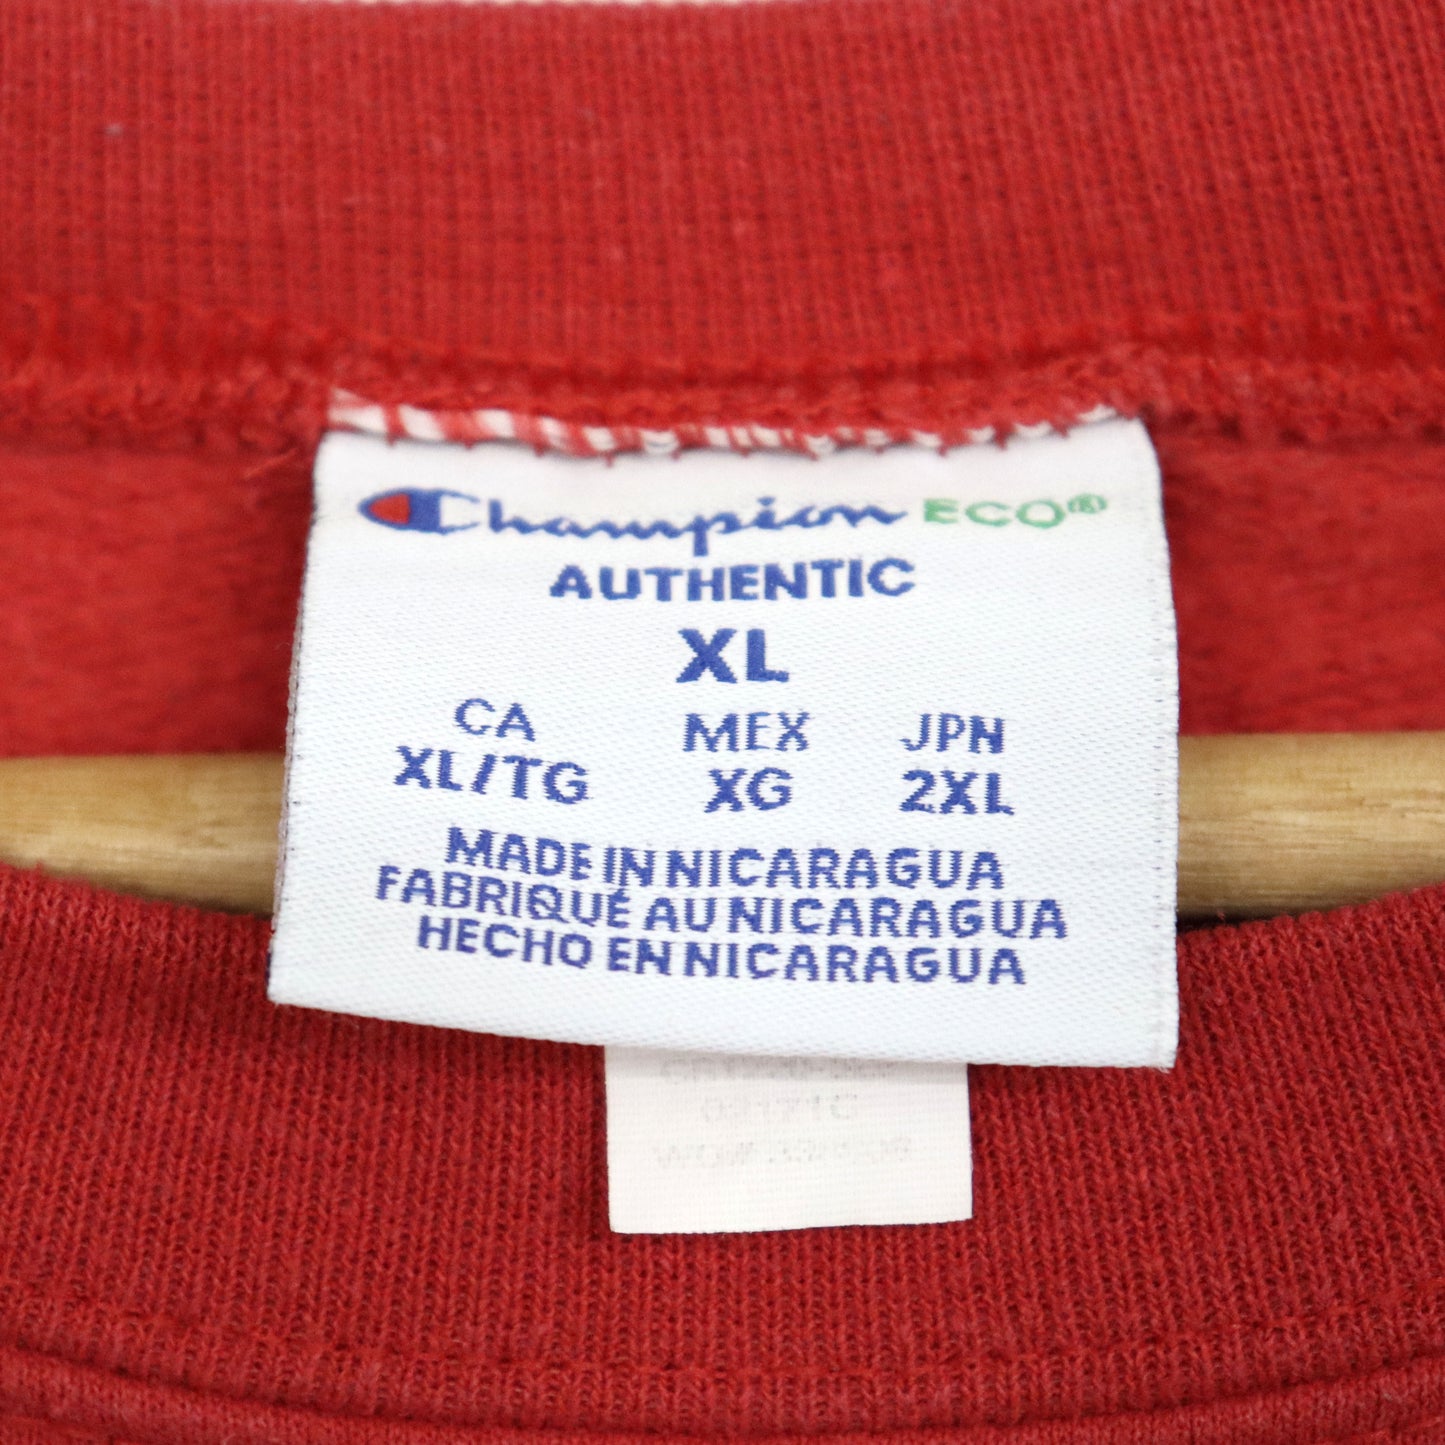 Champion ECO®
AUTHENTIC
XL
CA MEX JPN
XL/TG XG 2XL
MADE IN NICARAGUA
FABRIQUÉ AU NICARAGUA
HECHO EN NICARAGUA